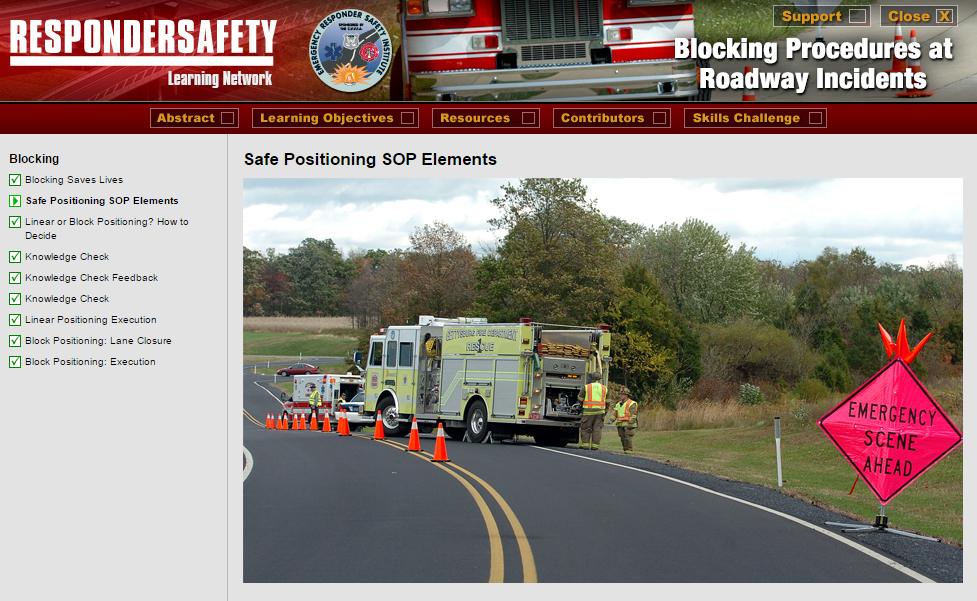 RESPONDERSAFETY
Learning Network
EMERGENCY RESPONDER SAFETY INSTITUTE
Support
Close X
Blocking Procedures at
Roadway Incidents
Abstract
Learning Objectives
Resources
Contributors
Skills Challenge
Blocking
Blocking Saves Lives
Safe Positioning SOP Elements
Linear or Block Positioning? How to
Decide
Knowledge Check
Knowledge Check Feedback
Knowledge Check
Linear Positioning Execution
Block Positioning: Lane Closure
Block Positioning: Execution
Safe Positioning SOP Elements
GETTYSBURG FIRE DEPARTMENT
RESCUE
EMERGENCY
SCENE
AHEAD